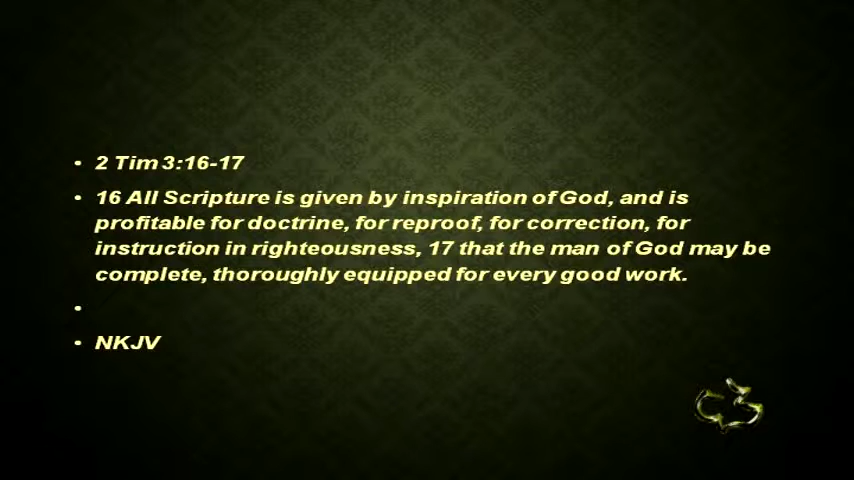 • 2 Tim 3:16-17
• 16 All Scripture is given by inspiration of God, and is
profitable for doctrine, for reproof, for correction, for
instruction in righteousness, 17 that the man of God may be
complete, thoroughly equipped for every good work.
•
• NKJV
C3